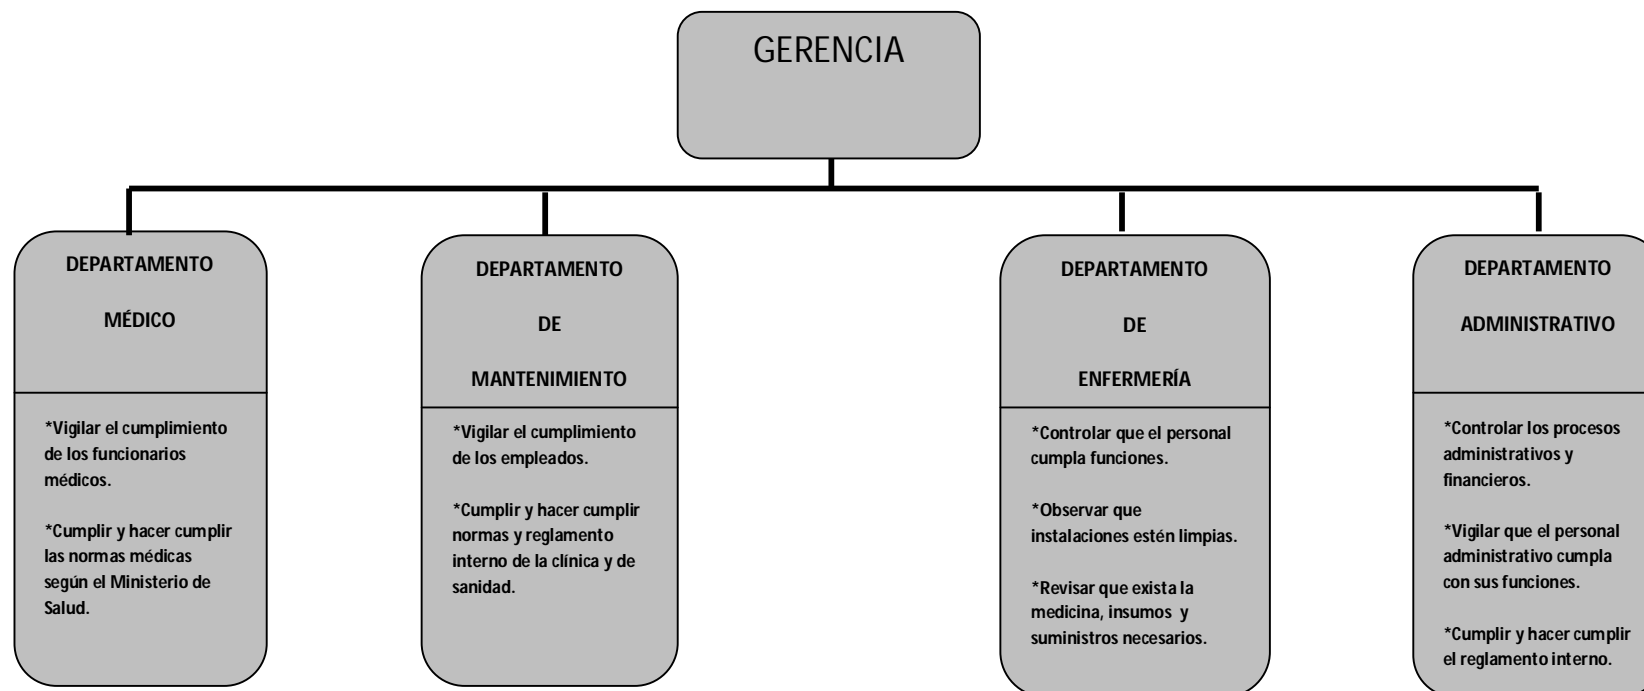 GERENCIA
DEPARTAMENTO
MÉDICO
*Vigilar el cumplimiento
de los funcionarios
médicos.
*Cumplir y hacer cumplir
las normas médicas
según el Ministerio de
Salud.
DEPARTAMENTO
DE
MANTENIMIENTO
*Vigilar el cumplimiento
de los empleados.
*Cumplir y hacer cumplir
normas y reglamento
interno de la clínica y de
sanidad.
DEPARTAMENTO
DE
ENFERMERÍA
*Controlar que el personal
cumpla funciones.
*Observar que
instalaciones estén limpias.
*Revisar que exista la
medicina, insumos  y
suministros necesarios.
DEPARTAMENTO
ADMINISTRATIVO
*Controlar los procesos
administrativos y
financieros.
*Vigilar que el personal
administrativo cumpla
con sus funciones.
*Cumplir y hacer cumplir
el reglamento interno.